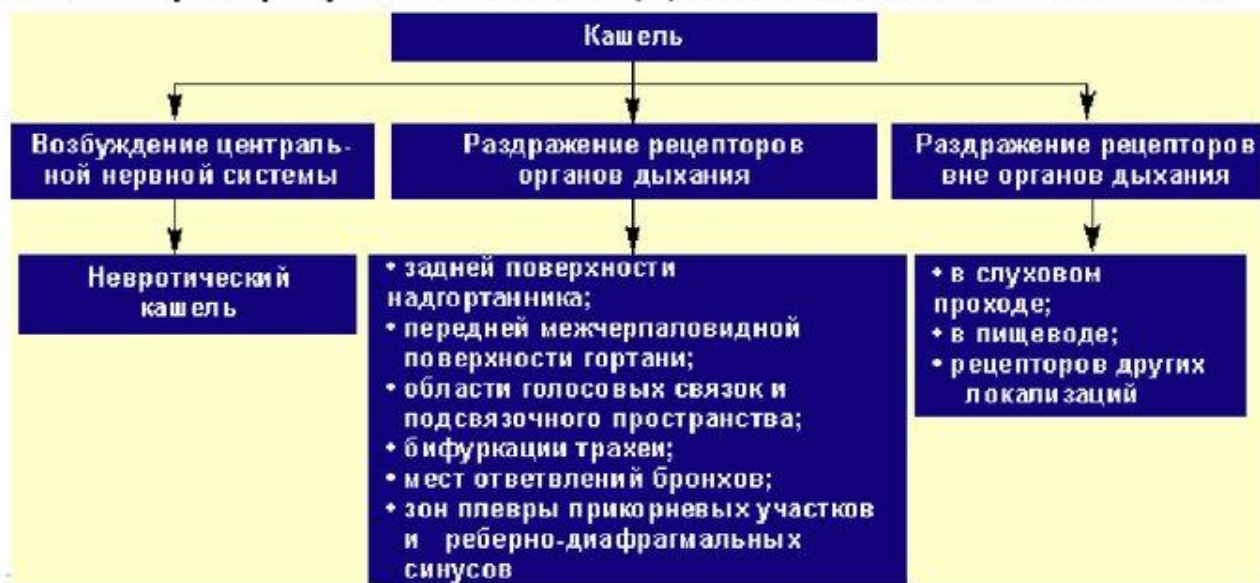 Кашель
Возбуждение централь-
ной нервной системы
Раздражение рецепторов
органов дыхания
Раздражение рецепторов
вне органов дыхания
Невротический
кашель
• задней поверхности
надгортанника;
• передней межчерпаловидной
поверхности гортани;
• области голосовых связок и
подсвязочного пространства;
• бифуркации трахеи;
• мест ответвлений бронхов;
• зон плевры прикорневых участков
и реберно-диафрагмальных
синусов
• в слуховом
проходе;
• в пищеводе;
• рецепторов других
локализаций